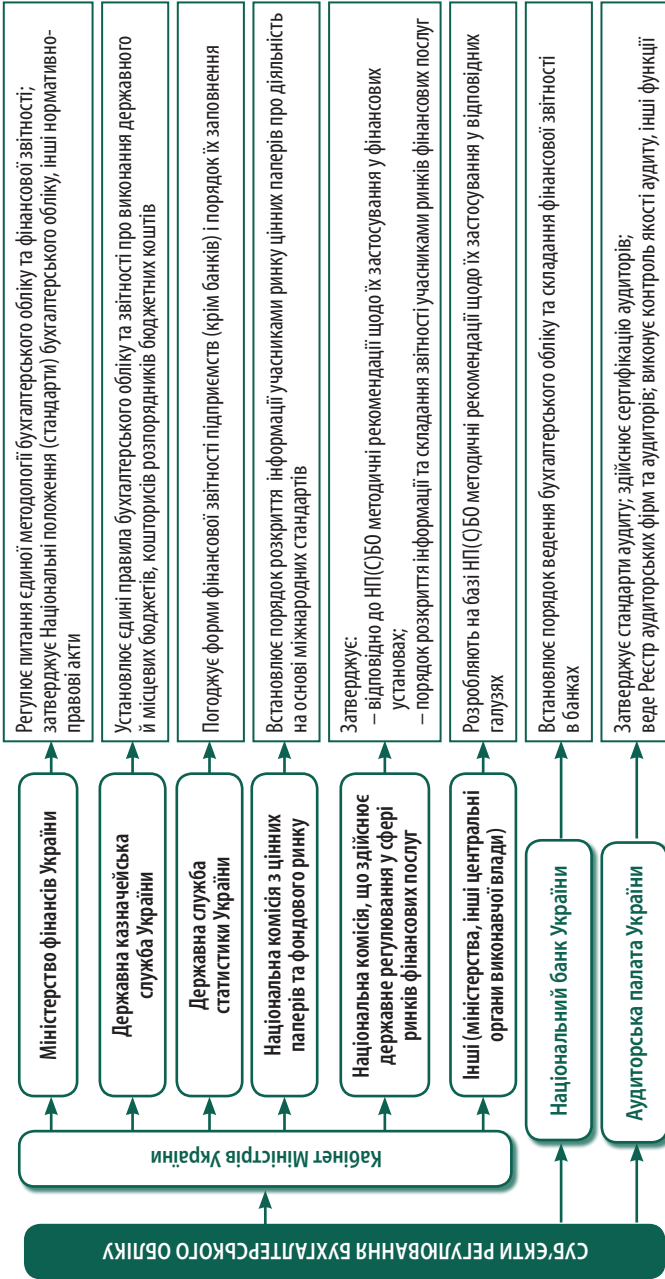 СУБ’ЄКТИ РЕГУЛЮВАННЯ БУХГАЛТЕРСЬКОГО ОБЛІКУ
Кабінет Міністрів України
Міністерство фінансів України
Регулює питання єдиної методології бухгалтерського обліку та фінансової звітності;
затверджує Національні положення (стандарти) бухгалтерського обліку, інші нормативно-
правові акти
Державна казначейська
служба України
Установлює єдині правила бухгалтерського обліку та звітності про виконання державного
й місцевих бюджетів, кошторисів розпорядників бюджетних коштів
Державна служба
статистики України
Погоджує форми фінансової звітності підприємств (крім банків) і порядок їх заповнення
Національна комісія з цінних
паперів та фондового ринку
Встановлює порядок розкриття інформації учасниками ринку цінних паперів про діяльність
на основі міжнародних стандартів
Національна комісія, що здійснює
державне регулювання у сфері
ринків фінансових послуг
Затверджує:
– відповідно до НП(С)БО методичні рекомендації щодо їх застосування у фінансових
установах;
– порядок розкриття інформації та складання звітності учасниками ринків фінансових послуг
Інші (міністерства, інші центральні
органи виконавчої влади)
Розробляють на базі НП(С)БО методичні рекомендації щодо їх застосування у відповідних
галузях
Національний банк України
Встановлює порядок ведення бухгалтерського обліку та складання фінансової звітності
в банках
Аудиторська палата України
Затверджує стандарти аудиту; здійснює сертифікацію аудиторів;
веде Реєстр аудиторських фірм та аудиторів; виконує контроль якості аудиту, інші функції